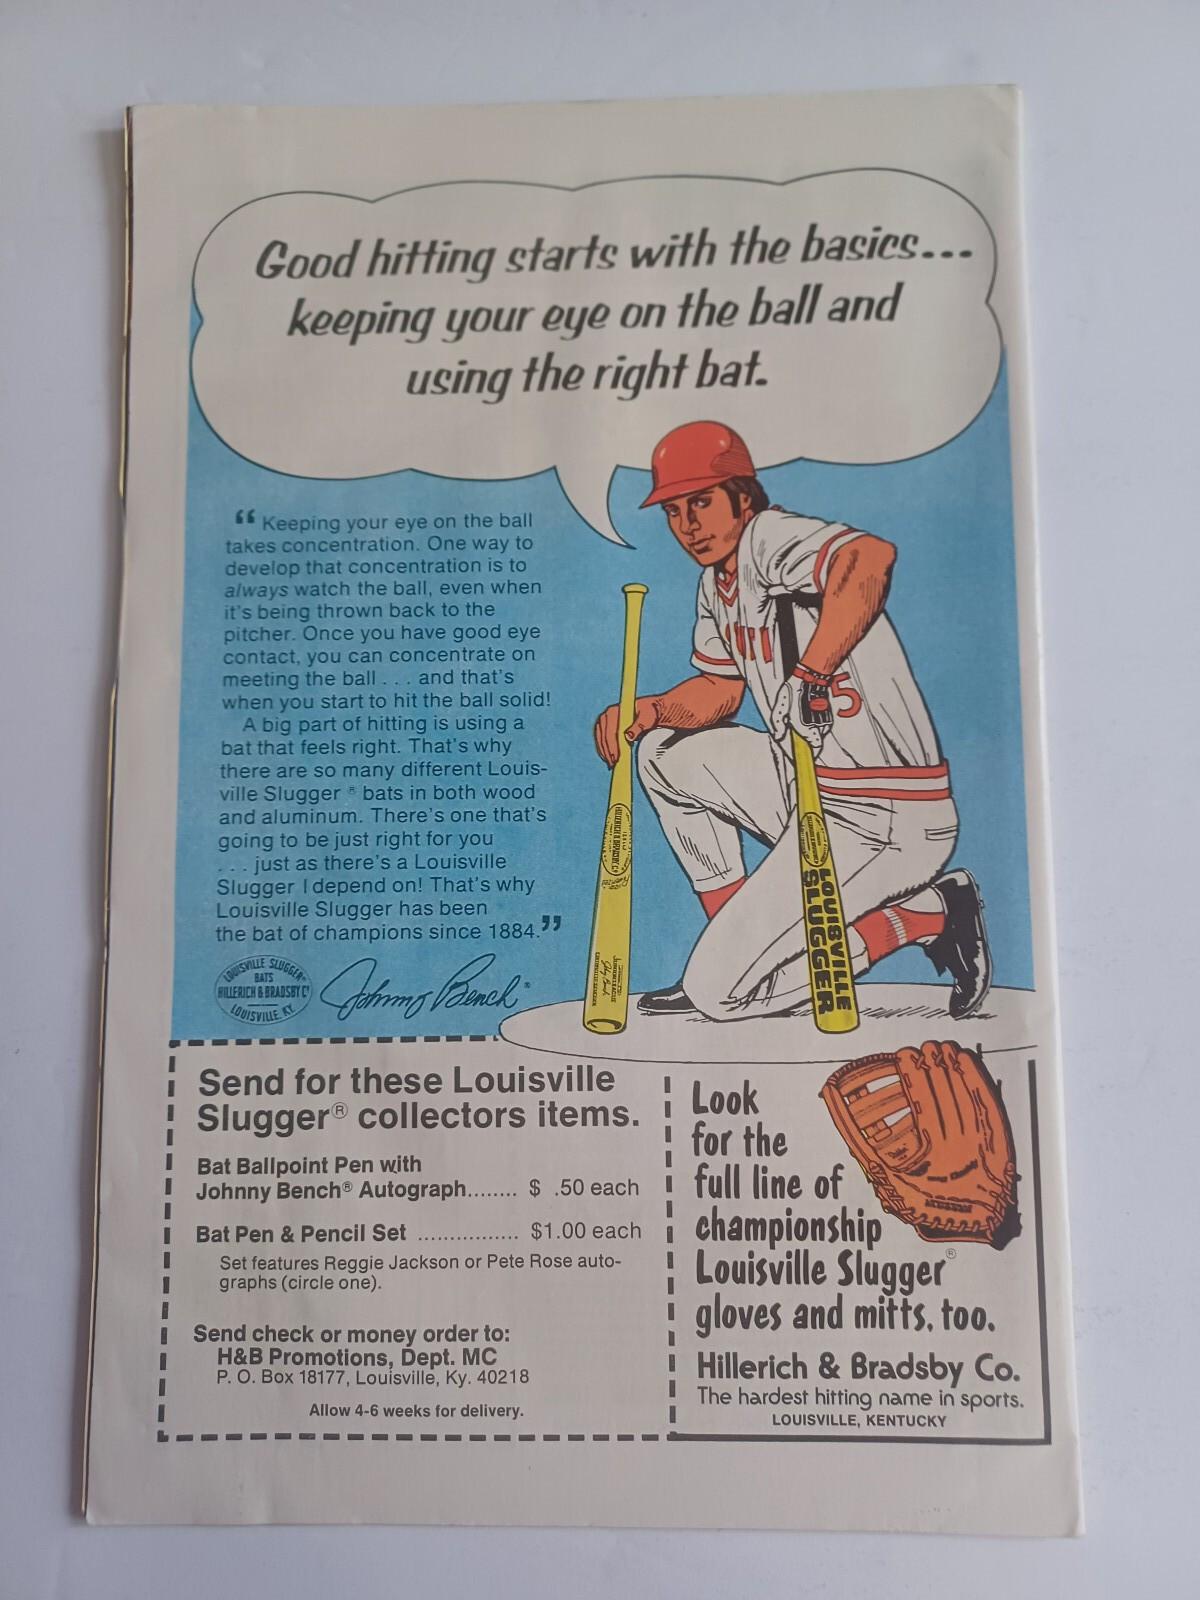 Good hitting starts with the basics...
keeping your eye on the ball and
using the right bat.
“ Keeping your eye on the ball
takes concentration. One way to
develop that concentration is to
always watch the ball, even when
it's being thrown back to the
pitcher. Once you have good eye
contact, you can concentrate on
meeting the ball . . . and that's
when you start to hit the ball solid!
A big part of hitting is using a
bat that feels right. That's why
there are so many different Louis-
ville Slugger ® bats in both wood
and aluminum. There's one that's
going to be just right for you
. . . just as there's a Louisville
Slugger I depend on! That's why
Louisville Slugger has been
the bat of champions since 1884.”
LOUISVILLE SLUGGER
BATS
HILLERICH & BRADSBY Co
LOUISVILLE. KY.
Johnny Bench ®
5
HILLERICH & BRADSBY Co
LOUISVILLE
SLUGGER
Send for these Louisville
Slugger® collectors items.
Bat Ballpoint Pen with
Johnny Bench® Autograph........ $ .50 each
Bat Pen & Pencil Set ................ $1.00 each
Set features Reggie Jackson or Pete Rose auto-
graphs (circle one).
Send check or money order to:
H&B Promotions, Dept. MC
P. O. Box 18177, Louisville, Ky. 40218
Allow 4-6 weeks for delivery.
Look
for the
full line of
championship
Louisville Slugger®
gloves and mitts, too.
Hillerich & Bradsby Co.
The hardest hitting name in sports.
LOUISVILLE, KENTUCKY